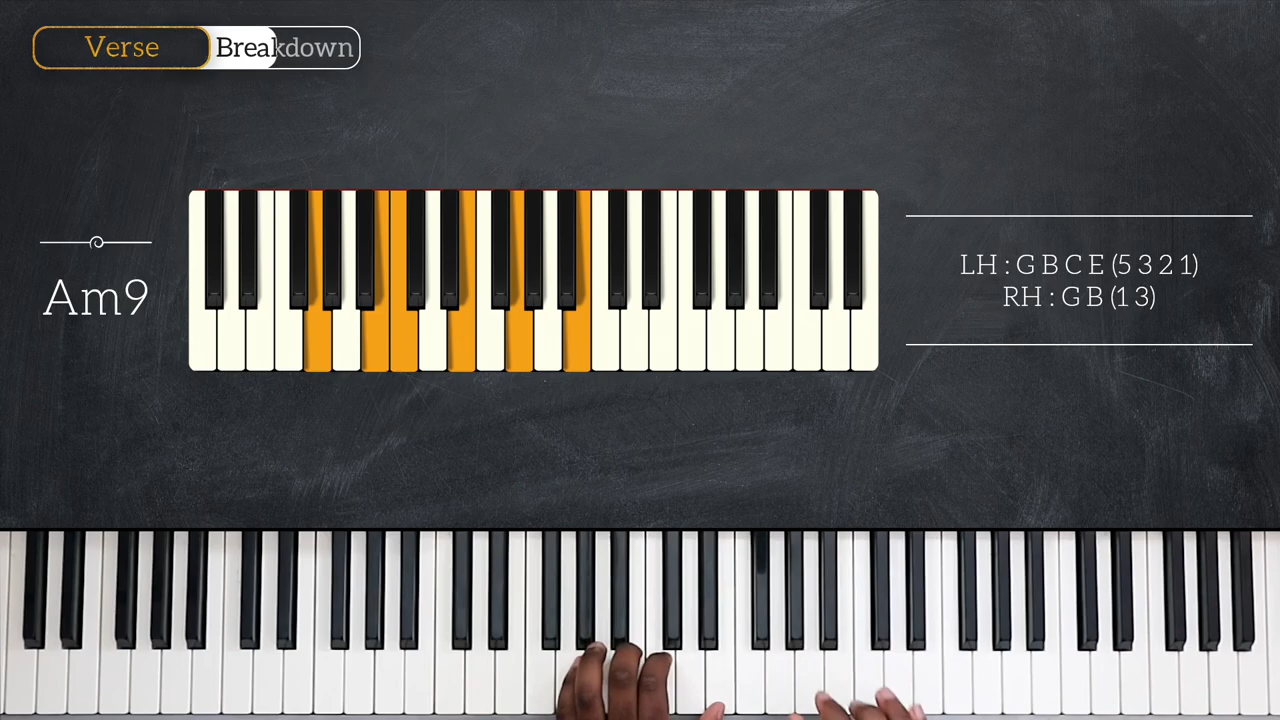 Verse Breakdown
Am9
LH : G B C E (5 3 2 1)
RH : G B (1 3)